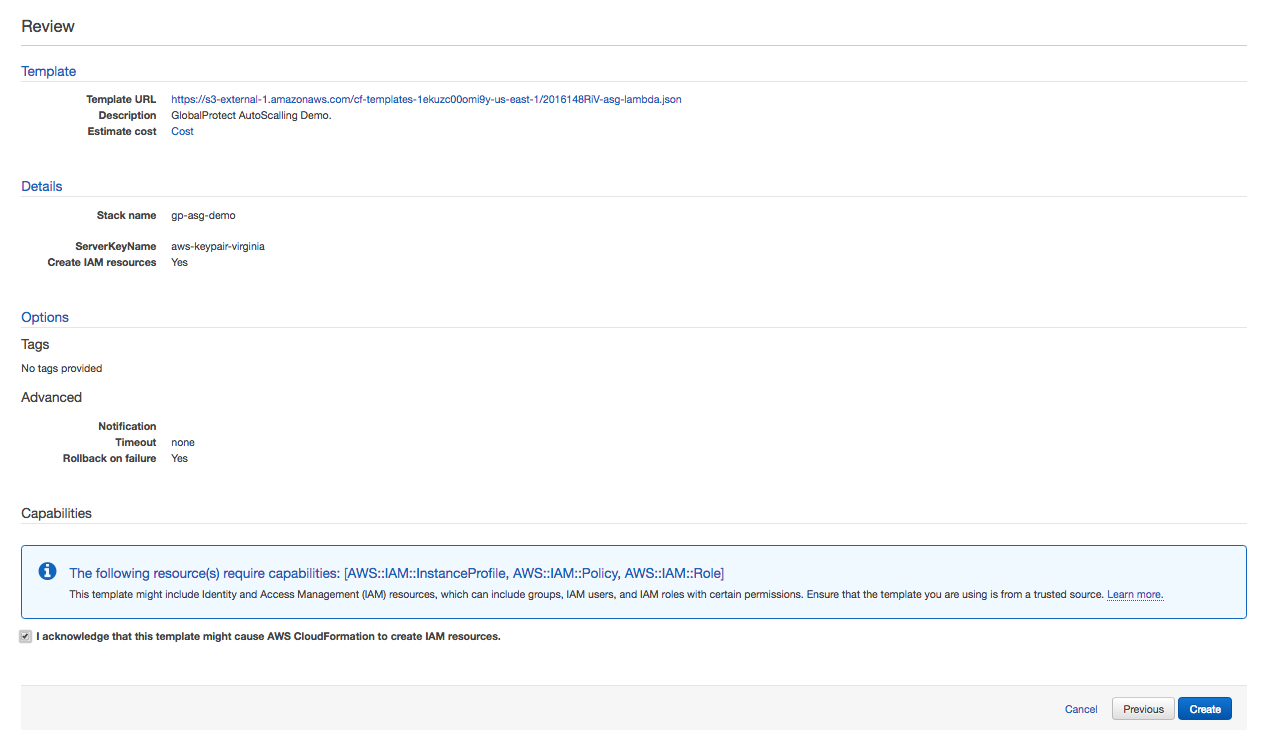 Review
Template
Template URL https://s3-external-1.amazonaws.com/cf-templates-1ekuzc00omi9y-us-east-1/2016148RiV-asg-lambda.json
Description GlobalProtect AutoScalling Demo.
Estimate cost Cost
Details
Stack name gp-asg-demo
ServerKeyName aws-keypair-virginia
Create IAM resources Yes
Options
Tags
No tags provided
Advanced
Notification
Timeout none
Rollback on failure Yes
Capabilities
The following resource(s) require capabilities: [AWS::IAM::InstanceProfile, AWS::IAM::Policy, AWS::IAM::Role]
This template might include Identity and Access Management (IAM) resources, which can include groups, IAM users, and IAM roles with certain permissions. Ensure that the template you are using is from a trusted source. Learn more.
I acknowledge that this template might cause AWS CloudFormation to create IAM resources.
Cancel Previous Create